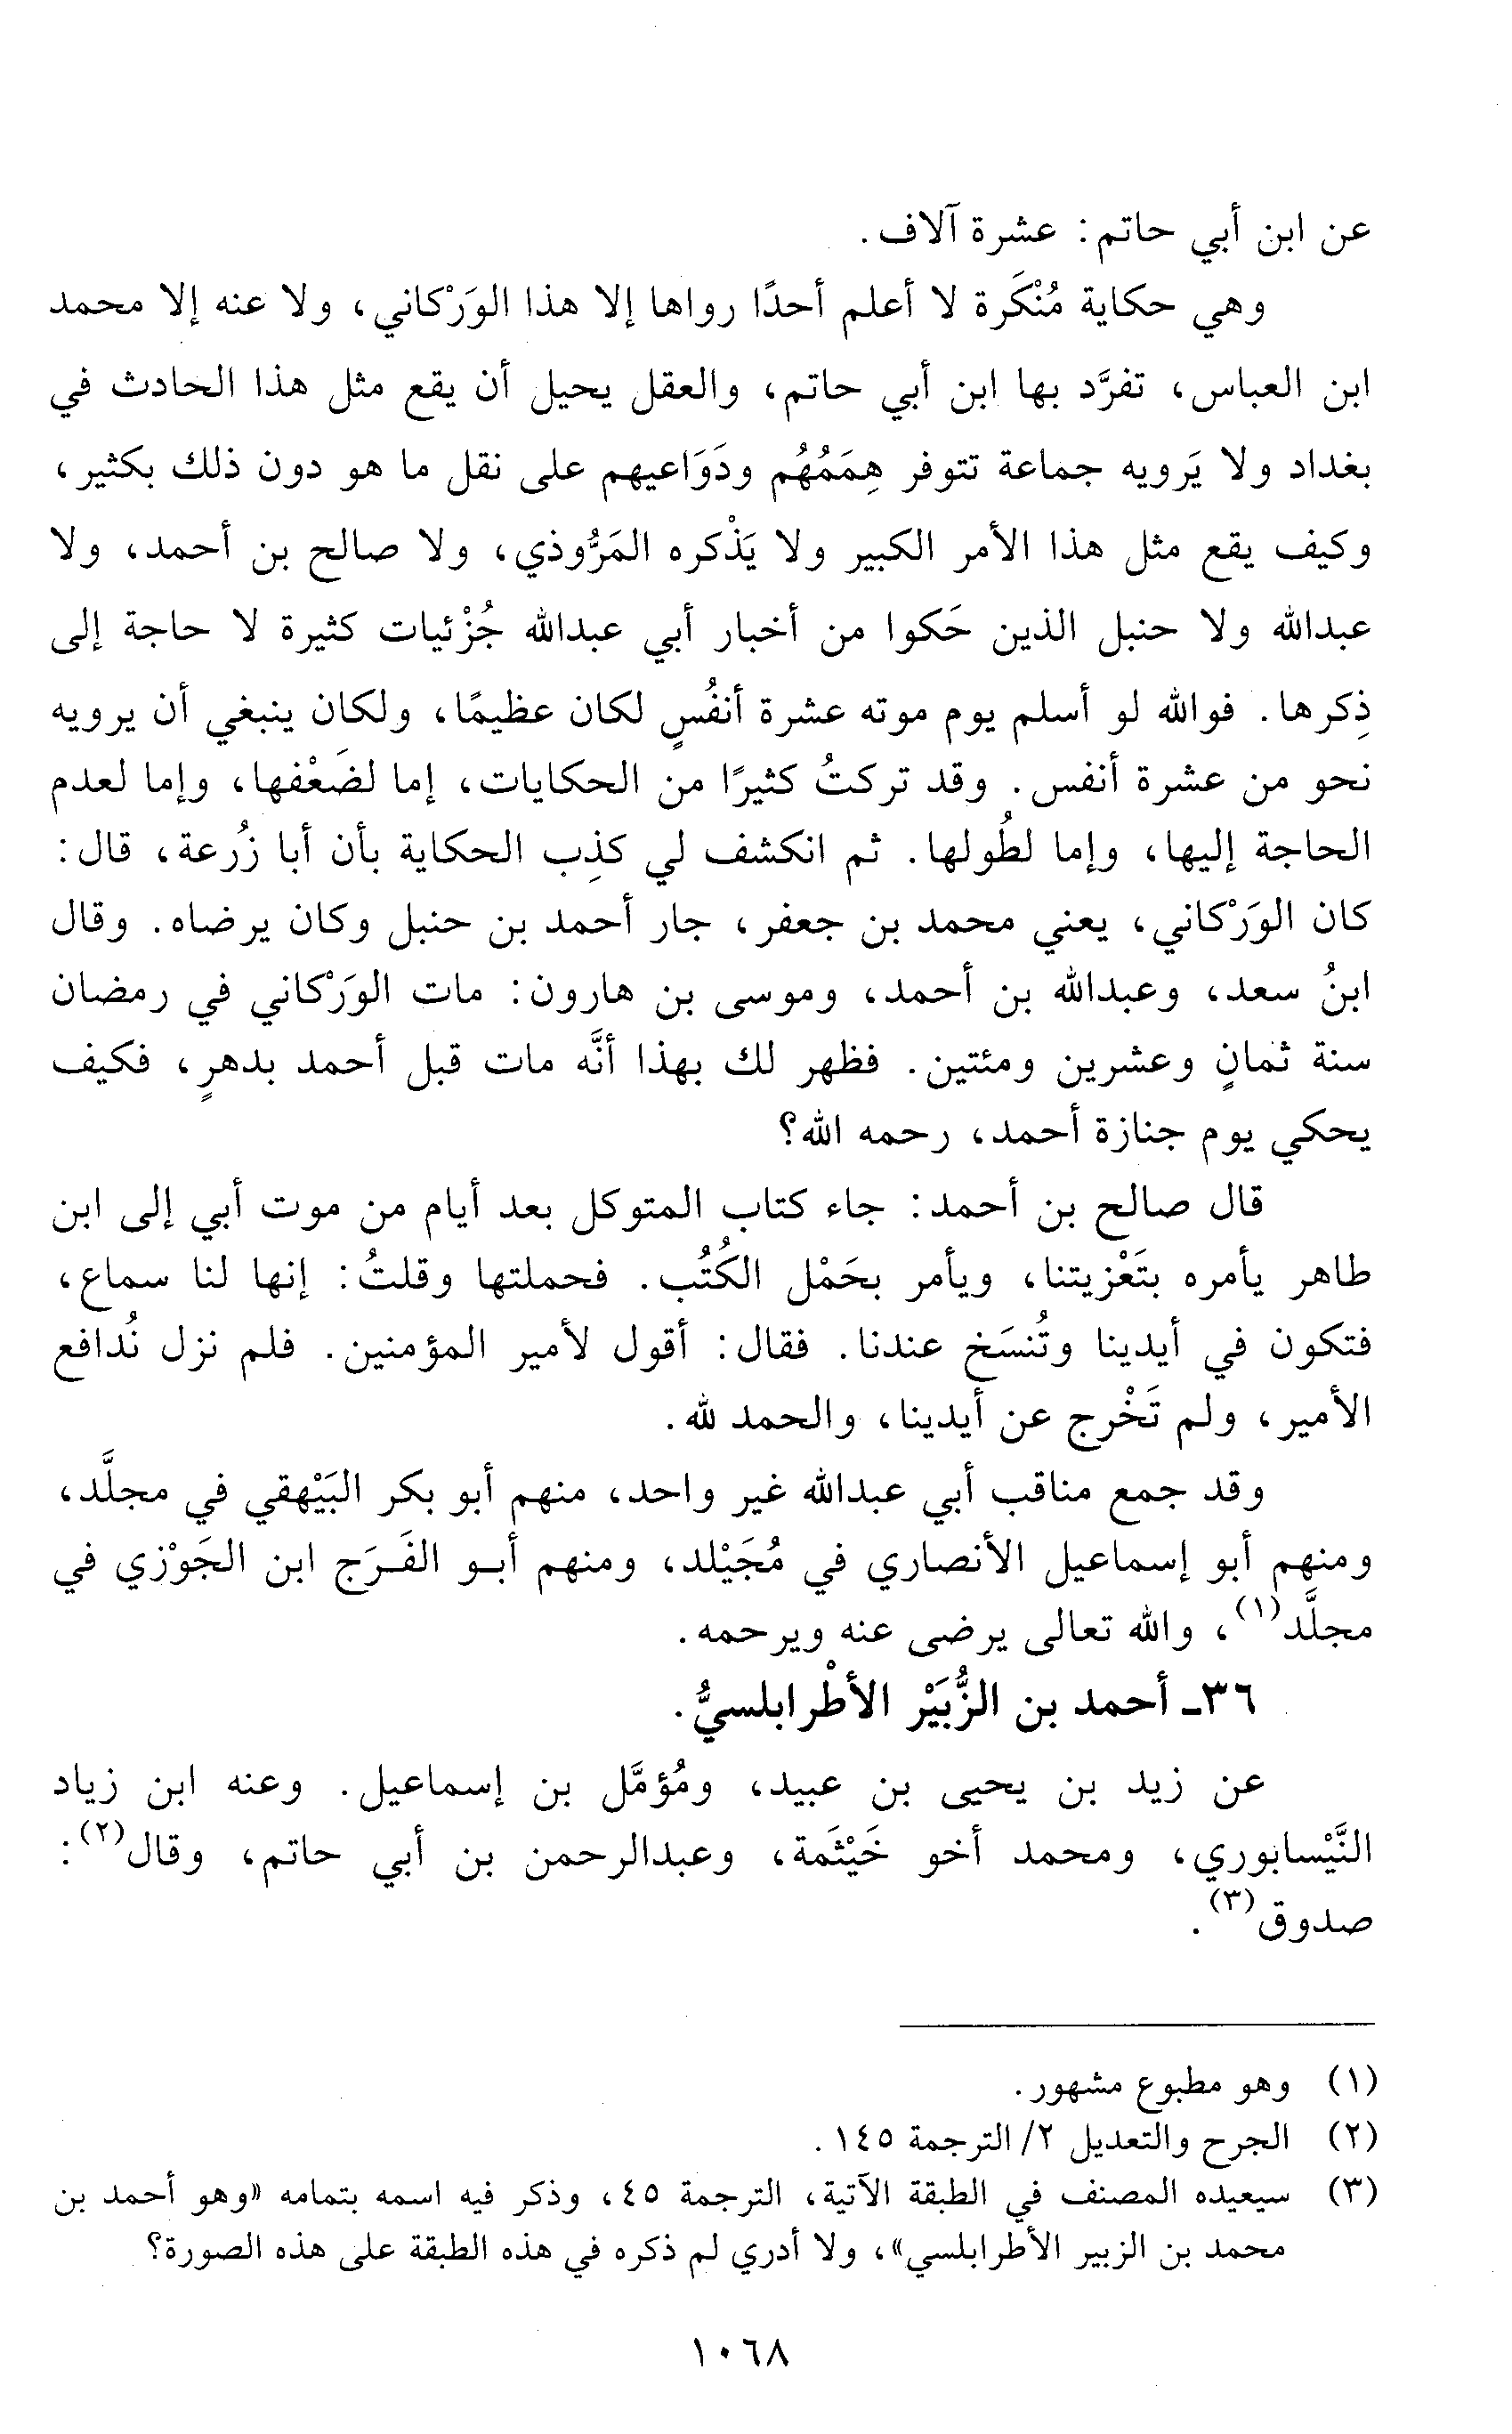 عن ابن أبي حاتم: عشرة آلاف.
وهي حكاية مُنْكَرة لا أعلم أحدًا رواها إلا هذا الوَرْكاني، ولا عنه إلا محمد
ابن العباس، تفرَّد بها ابن أبي حاتم، والعقل يحيل أن يقع مثل هذا الحادث في
بغداد ولا يَرويه جماعة تتوفر هِمَمُهُم ودَوَاعيهم على نقل ما هو دون ذلك بكثير،
وكيف يقع مثل هذا الأمر الكبير ولا يَذْكره المَرُّوذي، ولا صالح بن أحمد، ولا
عبدالله ولا حنبل الذين حَكوا من أخبار أبي عبدالله جُزْئيات كثيرة لا حاجة إلى
ذِكرها. فوالله لو أسلم يوم موته عشرة أنفُسٍ لكان عظيمًا، ولكان ينبغي أن يرويه
نحو من عشرة أنفس. وقد تركتُ كثيرًا من الحكايات، إما لضَعْفها، وإما لعدم
الحاجة إليها، وإما لطُولها. ثم انكشف لي كذِب الحكاية بأن أبا زُرعة، قال:
كان الوَرْكاني، يعني محمد بن جعفر، جار أحمد بن حنبل وكان يرضاه. وقال
ابنُ سعد، وعبدالله بن أحمد، وموسى بن هارون: مات الوَرْكاني في رمضان
سنة ثمانٍ وعشرين ومئتين. فظهر لك بهذا أنَّه مات قبل أحمد بدهرٍ، فكيف
يحكي يوم جنازة أحمد، رحمه الله؟
قال صالح بن أحمد: جاء كتاب المتوكل بعد أيام من موت أبي إلى ابن
طاهر يأمره بتَعْزيتنا، ويأمر بحَمْل الكُتُب. فحملتها وقلتُ: إنها لنا سماع،
فتكون في أيدينا وتُنسَخ عندنا. فقال: أقول لأمير المؤمنين. فلم نزل نُدافع
الأمير، ولم تَخْرج عن أيدينا، والحمد لله.
وقد جمع مناقب أبي عبدالله غير واحد، منهم أبو بكر البَيْهقي في مجلَّد،
ومنهم أبو إسماعيل الأنصاري في مُجَيْلد، ومنهم أبـو الفَـرَج ابن الجَوْزي في
مجلَّد(١)، والله تعالى يرضى عنه ويرحمه.
٣٦ـ أحمد بن الزُّبَيْر الأطْرابلسيُّ.
عن زيد بن يحيى بن عبيد، ومُؤمَّل بن إسماعيل. وعنه ابن زياد
النَّيْسابوري، ومحمد أخو خَيْثَمة، وعبدالرحمن بن أبي حاتم، وقال(٢):
صدوق(٣).
(١) وهو مطبوع مشهور.
(٢) الجرح والتعديل ٢/ الترجمة ١٤٥.
(٣) سيعيده المصنف في الطبقة الآتية، الترجمة ٤٥، وذكر فيه اسمه بتمامه «وهو أحمد بن
محمد بن الزبير الأطرابلسي»، ولا أدري لم ذكره في هذه الطبقة على هذه الصورة؟
١٠٦٨